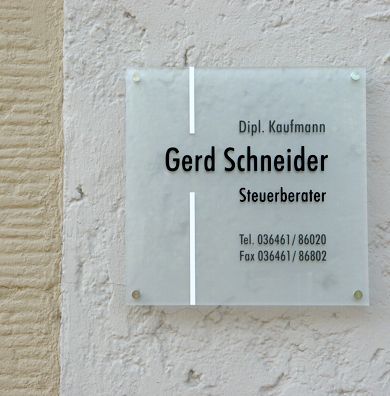 Dipl. Kaufmann
Gerd Schneider
Steuerberater
Tel. 036461/86020
Fax 036461/86802